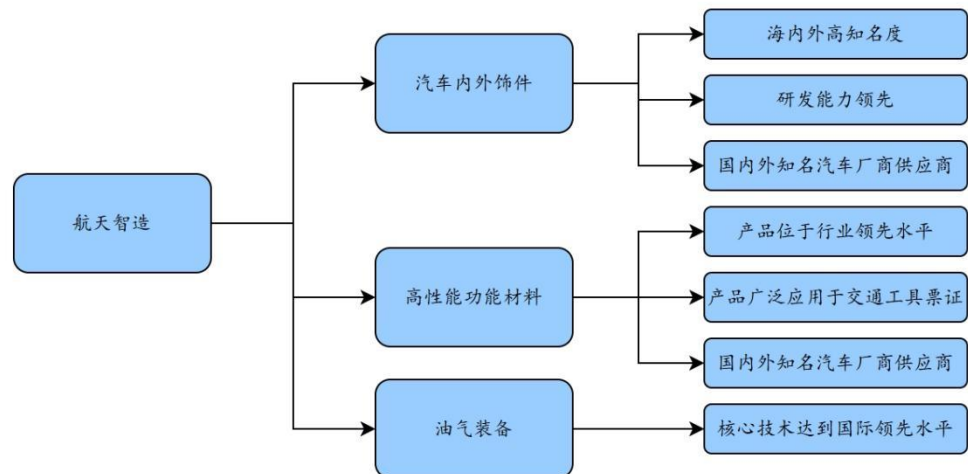 海内外高知名度
汽车内外饰件
研发能力领先
国内外知名汽车厂商供应商
航天智造
产品位于行业领先水平
高性能功能材料
产品广泛应用于交通工具票证
国内外知名汽车厂商供应商
油气装备
核心技术达到国际领先水平